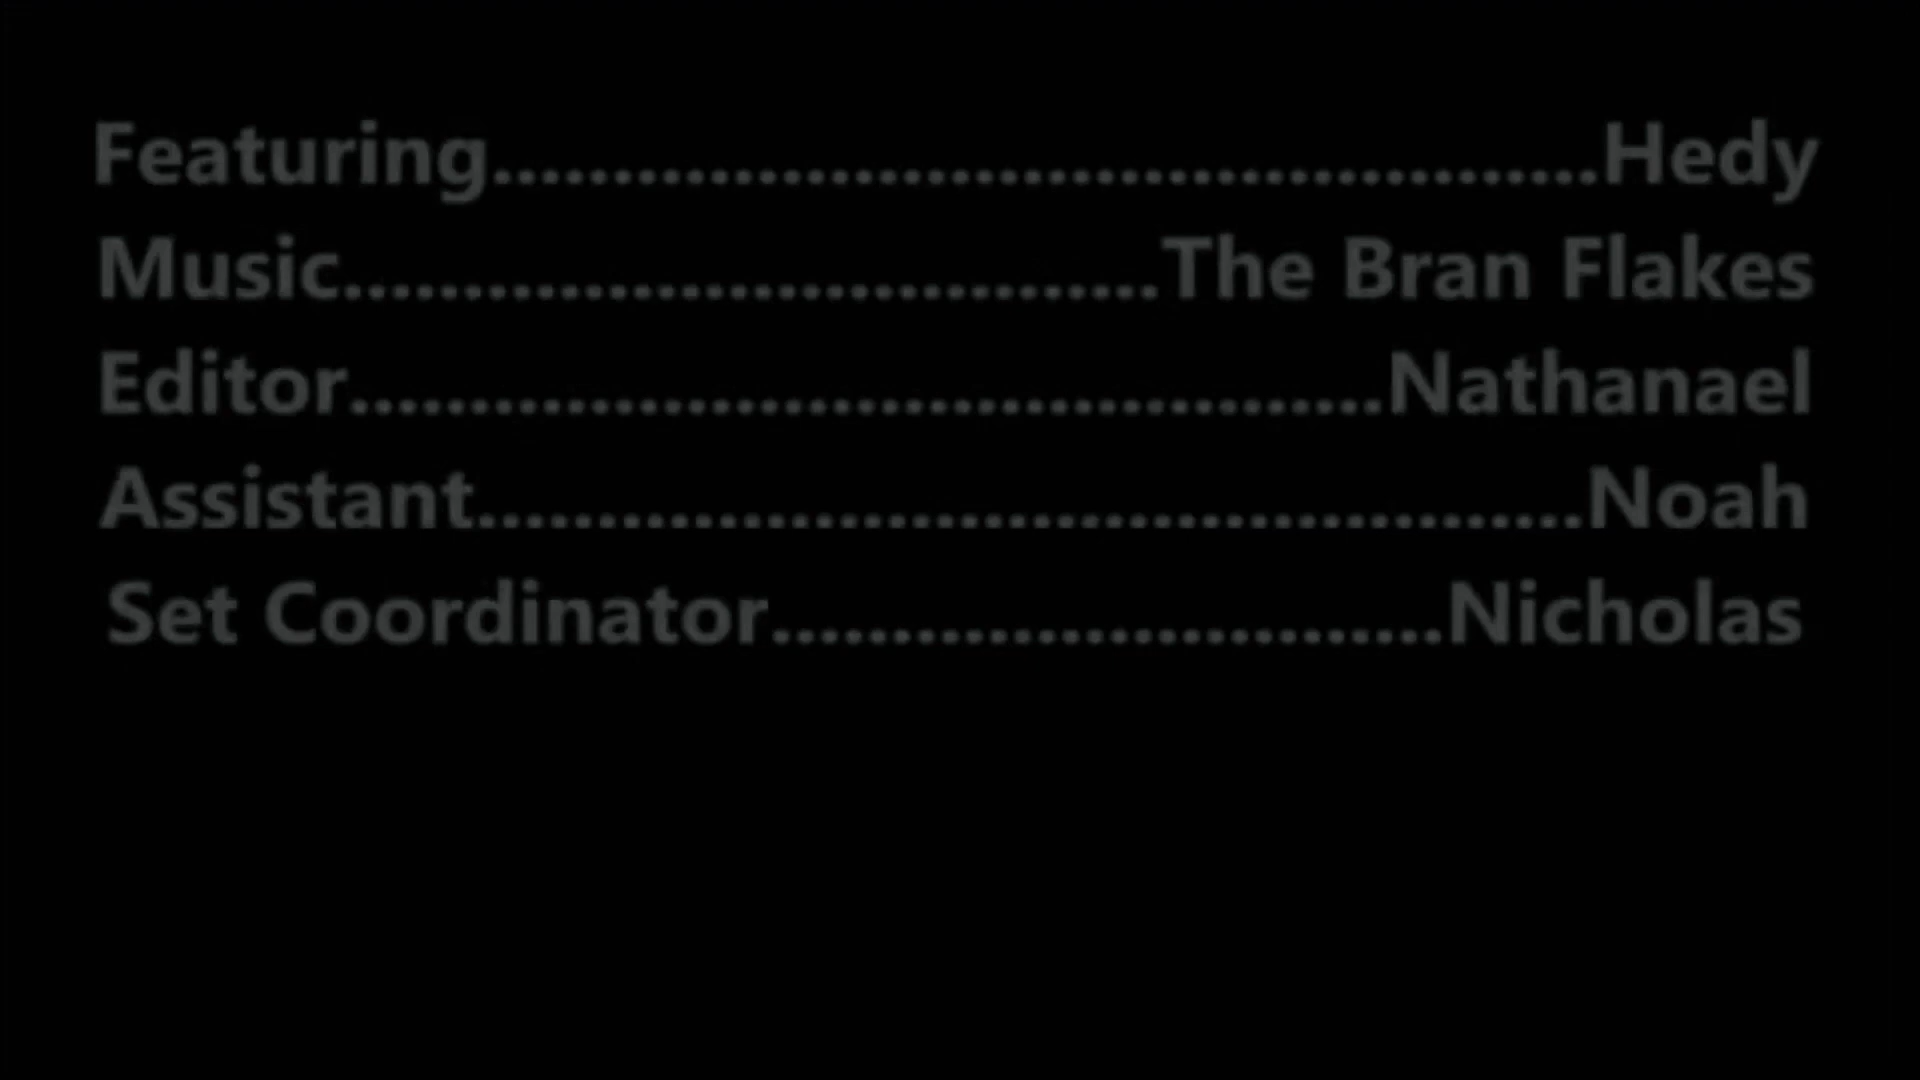 Featuring..............................................Hedy
Music..................................The Bran Flakes
Editor...........................................Nathanael
Assistant..............................................Noah
Set Coordinator............................Nicholas